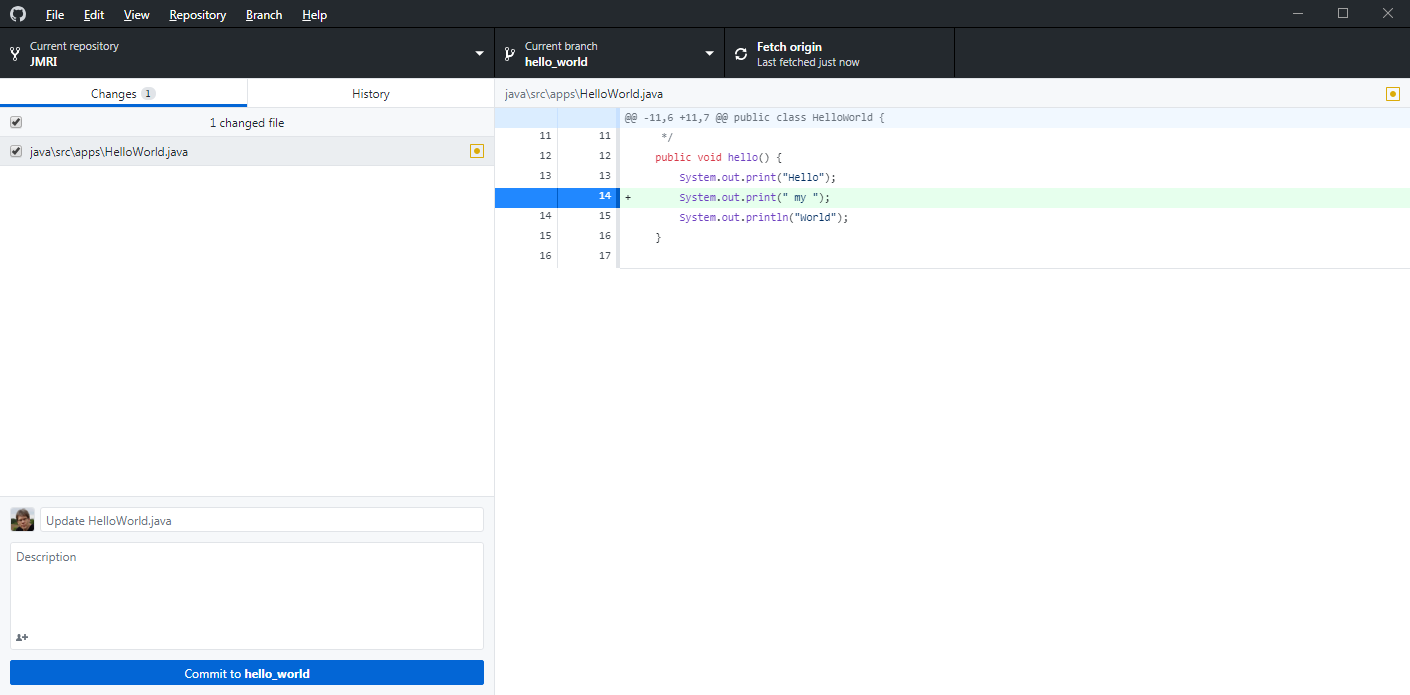 File Edit View Repository Branch Help
Current repository
JMRI
Current branch
hello_world
Fetch origin
Last fetched just now
Changes 1
History
1 changed file
java\src\apps\HelloWorld.java
Update HelloWorld.java
Description
Commit to hello_world
java\src\apps\HelloWorld.java
@@ -11,6 +11,7 @@ public class HelloWorld {
11 11 */
12 12 public void hello() {
13 13 System.out.print("Hello");
14 + System.out.print(" my ");
14 15 System.out.println("World");
15 16 }
16 17